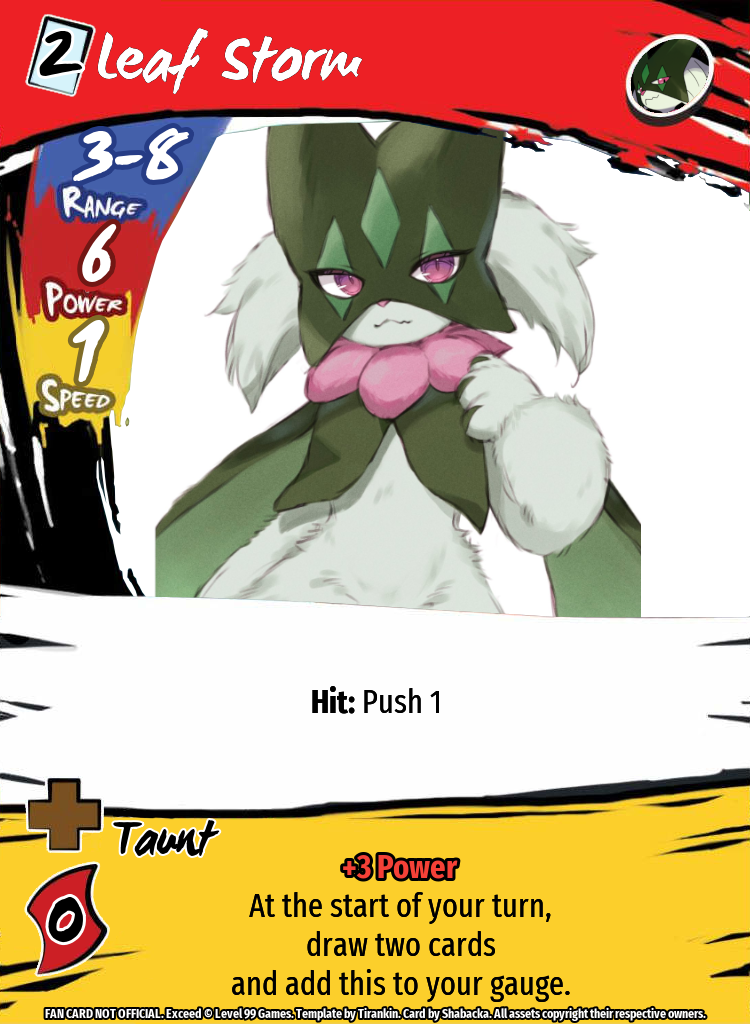 2 Leaf Storm
3-8
RANGE
6
POWER
1
SPEED
Hit: Push 1
Taunt
0
+3 Power
At the start of your turn,
draw two cards
and add this to your gauge.
FAN CARD NOT OFFICIAL. Exceed © Level 99 Games. Template by Tirankin. Card by Shabacka. All assets copyright their respective owners.